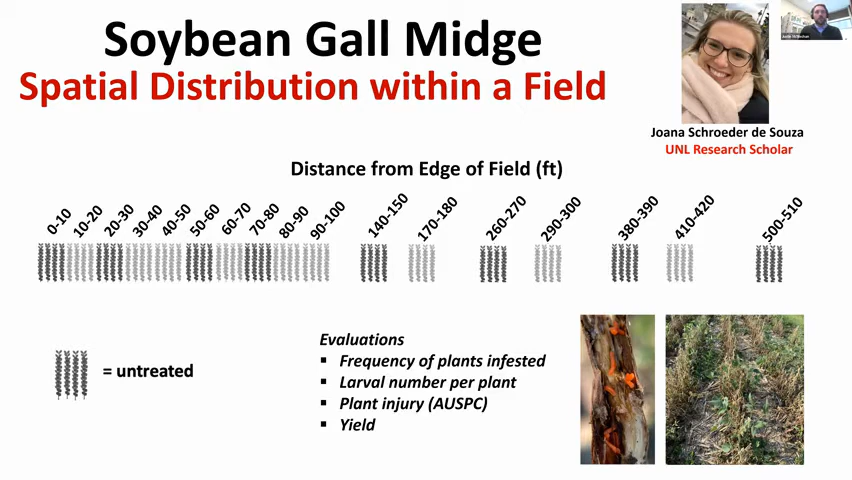 Soybean Gall Midge
Spatial Distribution within a Field
Joana Schroeder de Souza
UNL Research Scholar
Distance from Edge of Field (ft)
0-10
10-20
20-30
30-40
40-50
50-60
60-70
70-80
80-90
90-100
140-150
170-180
260-270
290-300
380-390
410-420
500-510
= untreated
Evaluations
▪ Frequency of plants infested
▪ Larval number per plant
▪ Plant injury (AUSPC)
▪ Yield